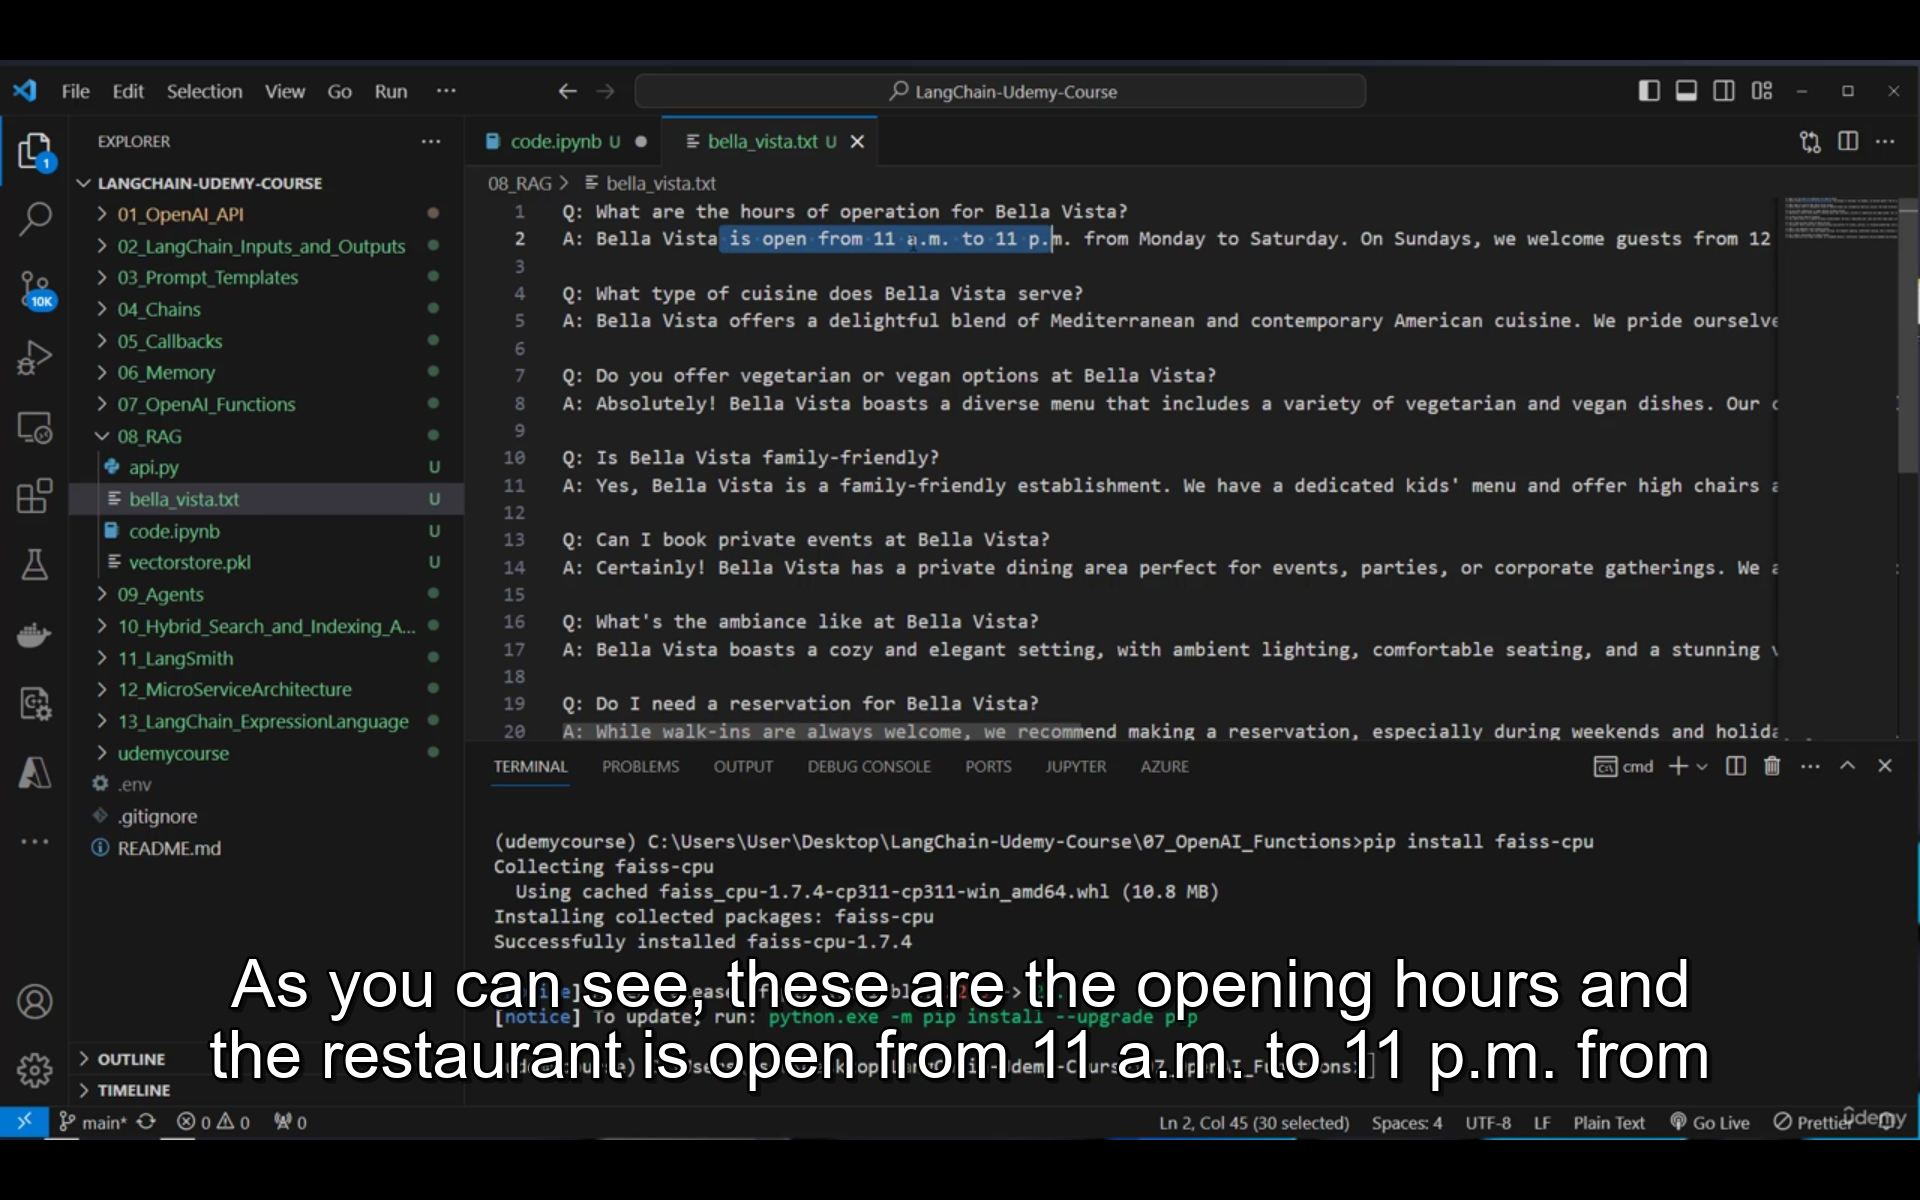 File Edit Selection View Go Run ···
LangChain-Udemy-Course
EXPLORER ···
LANGCHAIN-UDEMY-COURSE
01_OpenAI_API
02_LangChain_Inputs_and_Outputs
03_Prompt_Templates
04_Chains
05_Callbacks
06_Memory
07_OpenAI_Functions
08_RAG
api.py U
bella_vista.txt U
code.ipynb U
vectorstore.pkl U
09_Agents
10_Hybrid_Search_and_Indexing_A...
11_LangSmith
12_MicroServiceArchitecture
13_LangChain_ExpressionLanguage
udemycourse
.env
.gitignore
README.md
OUTLINE
TIMELINE
1
10K
code.ipynb U
bella_vista.txt U
08_RAG > bella_vista.txt
1 Q: What are the hours of operation for Bella Vista?
2 A: Bella Vista is open from 11 a.m. to 11 p.m. from Monday to Saturday. On Sundays, we welcome guests from 12
3
4 Q: What type of cuisine does Bella Vista serve?
5 A: Bella Vista offers a delightful blend of Mediterranean and contemporary American cuisine. We pride ourselve
6
7 Q: Do you offer vegetarian or vegan options at Bella Vista?
8 A: Absolutely! Bella Vista boasts a diverse menu that includes a variety of vegetarian and vegan dishes. Our
9
10 Q: Is Bella Vista family-friendly?
11 A: Yes, Bella Vista is a family-friendly establishment. We have a dedicated kids' menu and offer high chairs
12
13 Q: Can I book private events at Bella Vista?
14 A: Certainly! Bella Vista has a private dining area perfect for events, parties, or corporate gatherings. We
15
16 Q: What's the ambiance like at Bella Vista?
17 A: Bella Vista boasts a cozy and elegant setting, with ambient lighting, comfortable seating, and a stunning
18
19 Q: Do I need a reservation for Bella Vista?
20 A: While walk-ins are always welcome, we recommend making a reservation, especially during weekends and holida
TERMINAL PROBLEMS OUTPUT DEBUG CONSOLE PORTS JUPYTER AZURE
cmd
(udemycourse) C:\Users\User\Desktop\LangChain-Udemy-Course\07_OpenAI_Functions>pip install faiss-cpu
Collecting faiss-cpu
Using cached faiss_cpu-1.7.4-cp311-cp311-win_amd64.whl (10.8 MB)
Installing collected packages: faiss-cpu
Successfully installed faiss-cpu-1.7.4
[notice] To update, run: python.exe -m pip install --upgrade pip
As you can see, these are the opening hours and
the restaurant is open from 11 a.m. to 11 p.m. from
main* 0 0 0
Ln 2, Col 45 (30 selected) Spaces: 4 UTF-8 LF Plain Text Go Live Prettier
udemy